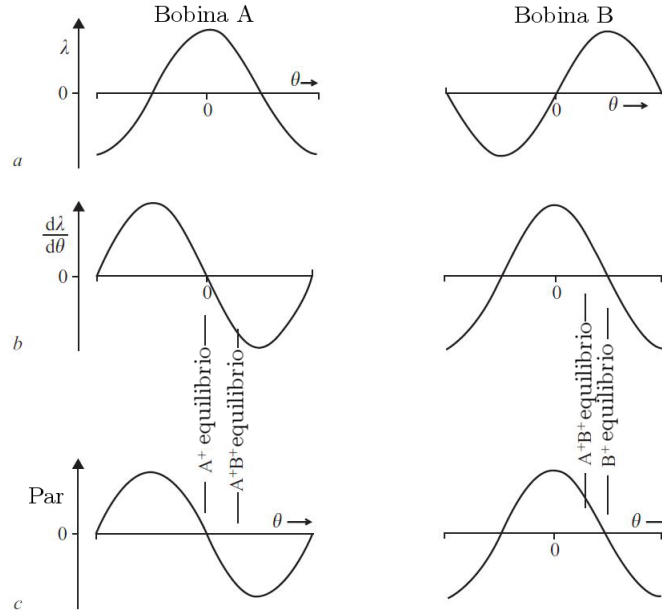 Bobina A
Bobina B
λ
0
0
θ
0
θ
a
dλ
dθ
0
0
0
b
A⁺ equilibrio
A⁺B⁺equilibrio
A⁺B⁺equilibrio
B⁺ equilibrio
Par
0
θ
0
θ
c